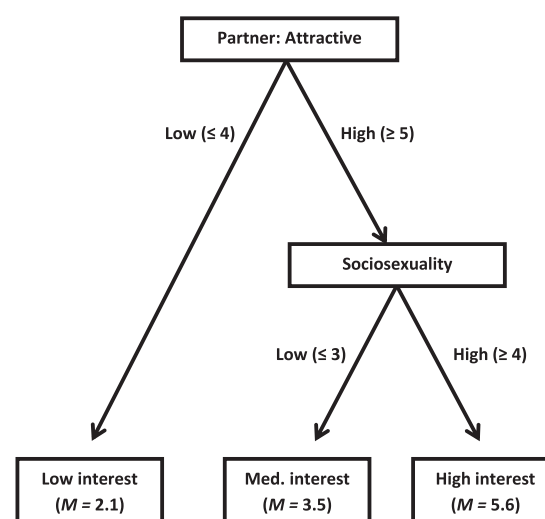 Partner: Attractive
Low (≤ 4)
High (≥ 5)
Sociosexuality
Low (≤ 3)
High (≥ 4)
Low interest
(M = 2.1)
Med. interest
(M = 3.5)
High interest
(M = 5.6)